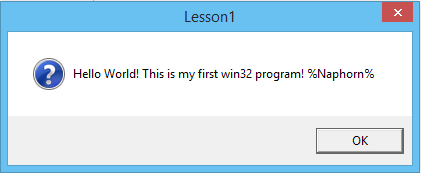 Lesson1
Hello World! This is my first win32 program! %Naphorn%
OK